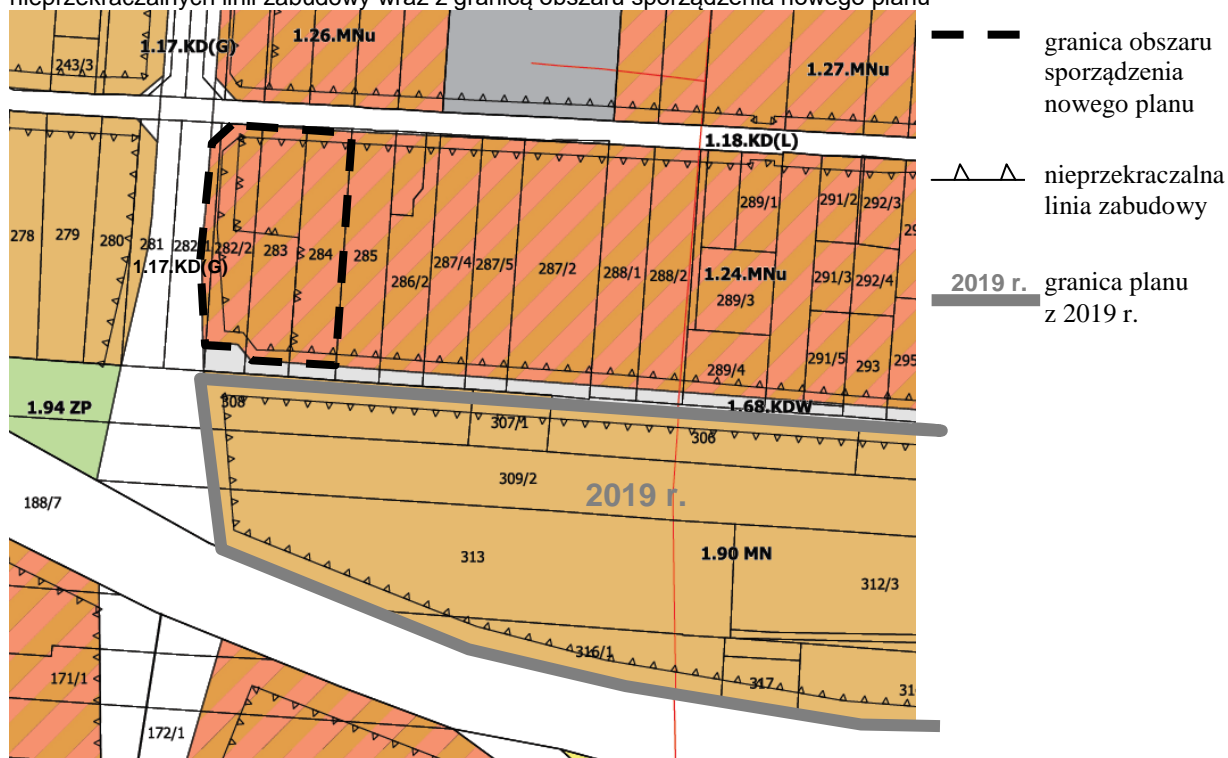 nieprzekraczalnych linii zabudowy wraz z granicą obszaru sporządzenia nowego planu
1.17.KD(G)
1.26.MNu
243/3
1.27.MNu
granica obszaru
sporządzenia
nowego planu
1.18.KD(L)
nieprzekraczalna
linia zabudowy
278
279
280
281
282/2
283
284
285
286/2
287/4
287/5
287/2
288/1
288/2
289/1
291/2
292/3
1.17.KD(G)
1.24.MNu
289/3
291/3
292/4
2019 r.
granica planu
z 2019 r.
289/4
291/5
293
295
1.94 ZP
308
307/1
306
1.68.KDW
309/2
2019 r.
188/7
313
1.90 MN
312/3
316/1
317
171/1
172/1